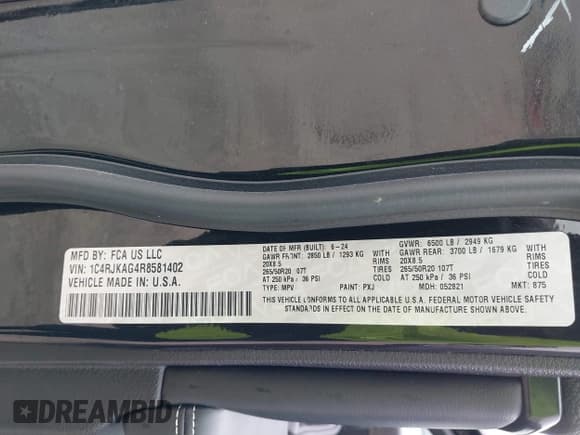 MFD BY: FCA US LLC
VIN: 1C4RJKAG4R8581402
VEHICLE MADE IN: U.S.A.
DATE OF MFR (BUILT): 6-24
GAWR FRONT: 2850 LB / 1293 KG WITH
20X8.5 RIMS
265/50R20 107T TIRES
AT 250 kPa/ 36 PSI COLD
TYPE: MPV
PAINT: PXJ
GVWR: 6500 LB / 2949 KG
GAWR REAR: 3700 LB / 1679 KG WITH
20X8.5 RIMS
265/50R20 107T TIRES
AT 250 kPa/ 36 PSI COLD
MDH: 052821
MKT: 875
THIS VEHICLE CONFORMS TO ALL APPLICABLE U.S.A. FEDERAL MOTOR VEHICLE SAFETY
STANDARDS IN EFFECT ON THE DATE OF MANUFACTURE SHOWN ABOVE.
DREAMBID